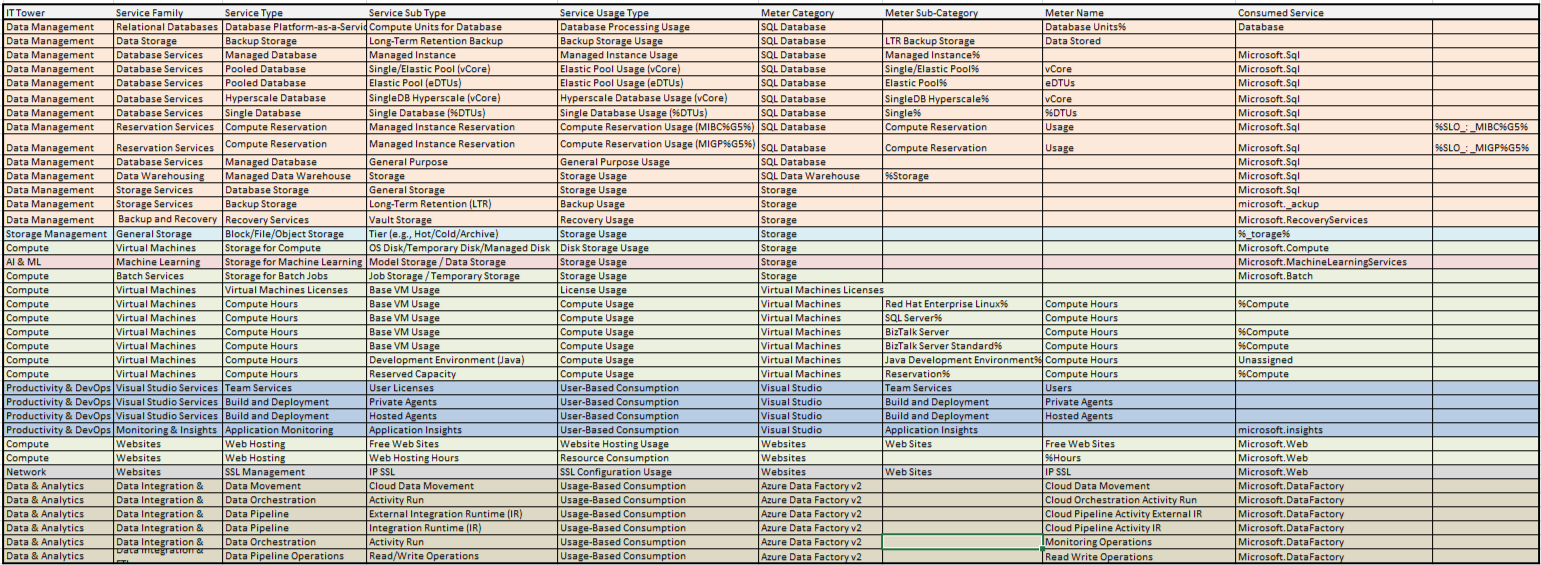 IT Tower Service Family Service Type Service Sub Type Service Usage Type Meter Category Meter Sub-Category Meter Name Consumed Service
Data Management Relational Databases Database Platform-as-a-Servic Compute Units for Database Database Processing Usage SQL Database Database Units% Database
Data Management Data Storage Backup Storage Long-Term Retention Backup Backup Storage Usage SQL Database LTR Backup Storage Data Stored
Data Management Database Services Managed Database Managed Instance Managed Instance Usage SQL Database Managed Instance% Microsoft.Sql
Data Management Database Services Pooled Database Single/Elastic Pool (vCore) Elastic Pool Usage (vCore) SQL Database Single/Elastic Pool% vCore Microsoft.Sql
Data Management Database Services Pooled Database Elastic Pool (eDTUs) Elastic Pool Usage (eDTUs) SQL Database Elastic Pool% eDTUs Microsoft.Sql
Data Management Database Services Hyperscale Database SingleDB Hyperscale (vCore) Hyperscale Database Usage (vCore) SQL Database SingleDB Hyperscale% vCore Microsoft.Sql
Data Management Database Services Single Database Single Database (%DTUs) Single Database Usage (%DTUs) SQL Database Single% %DTUs Microsoft.Sql
Data Management Reservation Services Compute Reservation Managed Instance Reservation Compute Reservation Usage (MIBC%G5%) SQL Database Compute Reservation Usage Microsoft.Sql %SLO_:_MIBC%G5%
Data Management Reservation Services Compute Reservation Managed Instance Reservation Compute Reservation Usage (MIGP%G5%) SQL Database Compute Reservation Usage Microsoft.Sql %SLO_:_MIGP%G5%
Data Management Database Services Managed Database General Purpose General Purpose Usage SQL Database Microsoft.Sql
Data Management Data Warehousing Managed Data Warehouse Storage Storage Usage SQL Data Warehouse %Storage Microsoft.Sql
Data Management Storage Services Database Storage General Storage Storage Usage Storage Microsoft.Sql
Data Management Storage Services Backup Storage Long-Term Retention (LTR) Backup Usage Storage microsoft._ackup
Data Management Backup and Recovery Recovery Services Vault Storage Recovery Usage Storage Microsoft.RecoveryServices
Storage Management General Storage Block/File/Object Storage Tier (e.g., Hot/Cold/Archive) Storage Usage Storage %_torage%
Compute Virtual Machines Storage for Compute OS Disk/Temporary Disk/Managed Disk Disk Storage Usage Storage Microsoft.Compute
AI & ML Machine Learning Storage for Machine Learning Model Storage / Data Storage Storage Usage Storage Microsoft.MachineLearningServices
Compute Batch Services Storage for Batch Jobs Job Storage / Temporary Storage Storage Usage Storage Microsoft.Batch
Compute Virtual Machines Virtual Machines Licenses Base VM Usage License Usage Virtual Machines Licenses
Compute Virtual Machines Compute Hours Base VM Usage Compute Usage Virtual Machines Red Hat Enterprise Linux% Compute Hours %Compute
Compute Virtual Machines Compute Hours Base VM Usage Compute Usage Virtual Machines SQL Server% Compute Hours
Compute Virtual Machines Compute Hours Base VM Usage Compute Usage Virtual Machines BizTalk Server Compute Hours %Compute
Compute Virtual Machines Compute Hours Base VM Usage Compute Usage Virtual Machines BizTalk Server Standard% Compute Hours %Compute
Compute Virtual Machines Compute Hours Development Environment (Java) Compute Usage Virtual Machines Java Development Environment% Compute Hours Unassigned
Compute Virtual Machines Compute Hours Reserved Capacity Compute Usage Virtual Machines Reservation% Compute Hours %Compute
Productivity & DevOps Visual Studio Services Team Services User Licenses User-Based Consumption Visual Studio Team Services Users
Productivity & DevOps Visual Studio Services Build and Deployment Private Agents User-Based Consumption Visual Studio Build and Deployment Private Agents
Productivity & DevOps Visual Studio Services Build and Deployment Hosted Agents User-Based Consumption Visual Studio Build and Deployment Hosted Agents
Productivity & DevOps Monitoring & Insights Application Monitoring Application Insights User-Based Consumption Visual Studio Application Insights microsoft.insights
Compute Websites Web Hosting Free Web Sites Website Hosting Usage Websites Web Sites Free Web Sites Microsoft.Web
Compute Websites Web Hosting Web Hosting Hours Resource Consumption Websites %Hours Microsoft.Web
Network Websites SSL Management IP SSL SSL Configuration Usage Websites Web Sites IP SSL Microsoft.Web
Data & Analytics Data Integration & Data Movement Cloud Data Movement Usage-Based Consumption Azure Data Factory v2 Cloud Data Movement Microsoft.DataFactory
Data & Analytics Data Integration & Data Orchestration Activity Run Usage-Based Consumption Azure Data Factory v2 Cloud Orchestration Activity Run Microsoft.DataFactory
Data & Analytics Data Integration & Data Pipeline External Integration Runtime (IR) Usage-Based Consumption Azure Data Factory v2 Cloud Pipeline Activity External IR Microsoft.DataFactory
Data & Analytics Data Integration & Data Pipeline Integration Runtime (IR) Usage-Based Consumption Azure Data Factory v2 Cloud Pipeline Activity IR Microsoft.DataFactory
Data & Analytics Data Integration & Data Orchestration Activity Run Usage-Based Consumption Azure Data Factory v2 Monitoring Operations Microsoft.DataFactory
Data & Analytics Data Integration & Data Pipeline Operations Read/Write Operations Usage-Based Consumption Azure Data Factory v2 Read Write Operations Microsoft.DataFactory